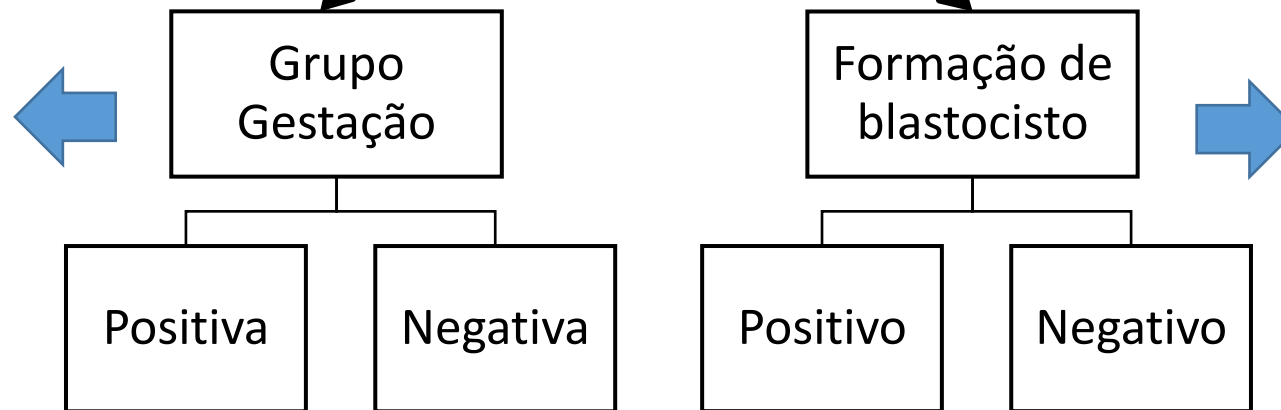 Grupo
Gestação
Formação de
blastocisto
Positiva
Negativa
Positivo
Negativo